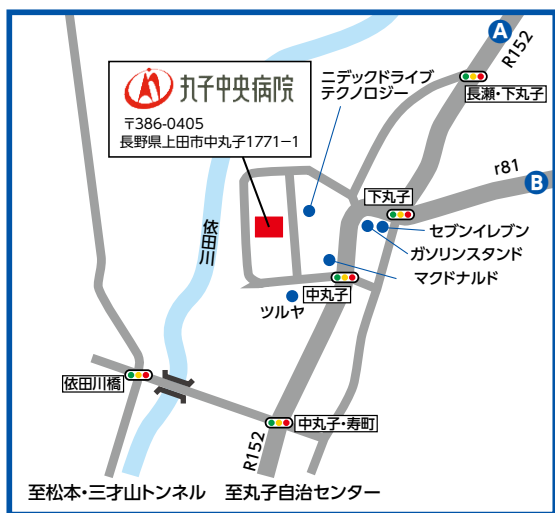 A
R152
長瀬・下丸子
ニデックドライブ
テクノロジー
丸子中央病院
〒386-0405
長野県上田市中丸子1771−1
r81
B
下丸子
セブンイレブン
ガソリンスタンド
マクドナルド
依田川
中丸子
ツルヤ
依田川橋
中丸子・寿町
R152
至松本・三才山トンネル
至丸子自治センター